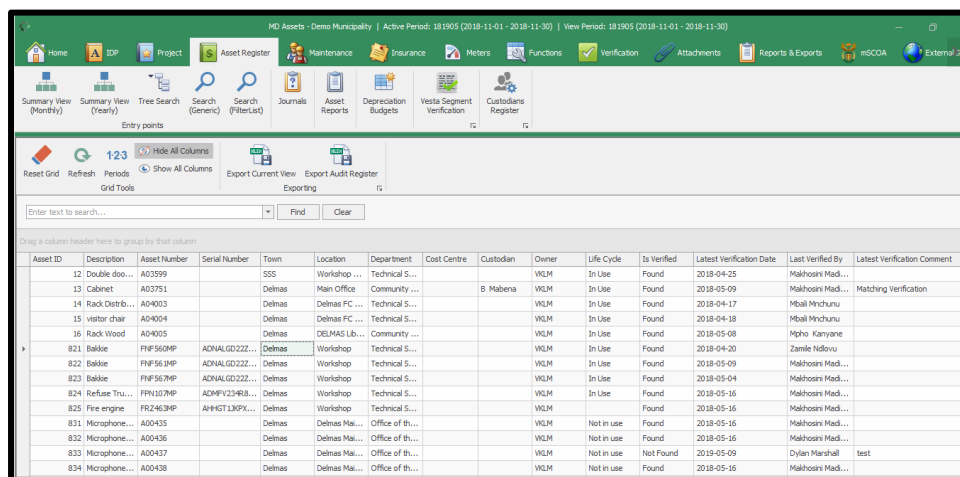 MD Assets - Demo Municipality | Active Period: 181905 (2018-11-01 - 2018-11-30) | View Period: 181905 (2018-11-01 - 2018-11-30)
Home IDP Project Asset Register Maintenance Insurance Meters Functions Verification Attachments Reports & Exports mSCOA External
Summary View (Monthly) Summary View (Yearly) Tree Search Search (Generic) Search (FilterList) Journals Asset Reports Depreciation Budgets Vesta Segment Verification Custodians Register
Entry points
Reset Grid Refresh 1·2·3 Periods Hide All Columns Show All Columns Export Current View Export Audit Register
Grid Tools Exporting
Enter text to search... Find Clear
Drag a column header here to group by that column
Asset ID Description Asset Number Serial Number Town Location Department Cost Centre Custodian Owner Life Cycle Is Verified Latest Verification Date Last Verified By Latest Verification Comment
12 Double doo... A03599 SSS Workshop ... Technical S... VKLM In Use Found 2018-04-25 Makhosini Madi...
13 Cabinet A03751 Delmas Main Office Community ... B Mabena VKLM In Use Found 2018-05-09 Makhosini Madi... Matching Verification
14 Rack Distrib... A04003 Delmas Delmas FC ... Technical S... VKLM In Use Found 2018-04-17 Mbali Mnchunu
15 visitor chair A04004 Delmas Delmas FC ... Technical S... VKLM In Use Found 2018-04-18 Mbali Mnchunu
16 Rack Wood A04005 Delmas DELMAS Lib... Community ... VKLM In Use Found 2018-05-08 Mpho Kanyane
821 Bakkie FNF560MP ADNALGD22Z... Delmas Workshop Technical S... VKLM In Use Found 2018-04-20 Zamile Ndlovu
822 Bakkie FNF561MP ADNALGD22Z... Delmas Workshop Technical S... VKLM In Use Found 2018-05-09 Makhosini Madi...
823 Bakkie FNF567MP ADNALGD22Z... Delmas Workshop Technical S... VKLM In Use Found 2018-05-04 Makhosini Madi...
824 Refuse Tru... FPN107MP ADMFV234R8... Delmas Workshop Technical S... VKLM In Use Found 2018-05-16 Makhosini Madi...
825 Fire engine FRZ463MP AHHGT1JKPX... Delmas Workshop Technical S... VKLM Found 2018-05-16 Makhosini Madi...
831 Microphone... A00435 Delmas Delmas Mai... Office of th... VKLM Not in use Found 2018-05-16 Makhosini Madi...
832 Microphone... A00436 Delmas Delmas Mai... Office of th... VKLM Not in use Found 2018-05-16 Makhosini Madi...
833 Microphone... A00437 Delmas Delmas Mai... Office of th... VKLM Not in use Not Found 2019-05-09 Dylan Marshall test
834 Microphone... A00438 Delmas Delmas Mai... Office of th... VKLM Not in use Found 2018-05-16 Makhosini Madi...